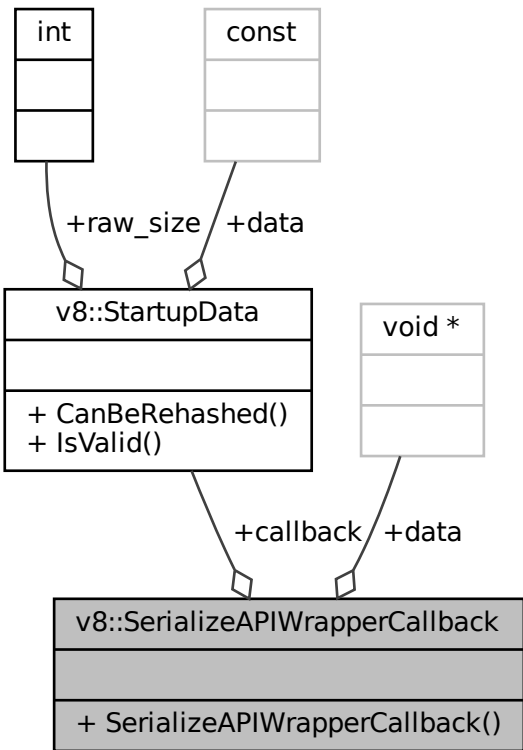 int
const
+raw_size
+data
v8::StartupData
+ CanBeRehashed()
+ IsValid()
void *
+callback
+data
v8::SerializeAPIWrapperCallback
+ SerializeAPIWrapperCallback()